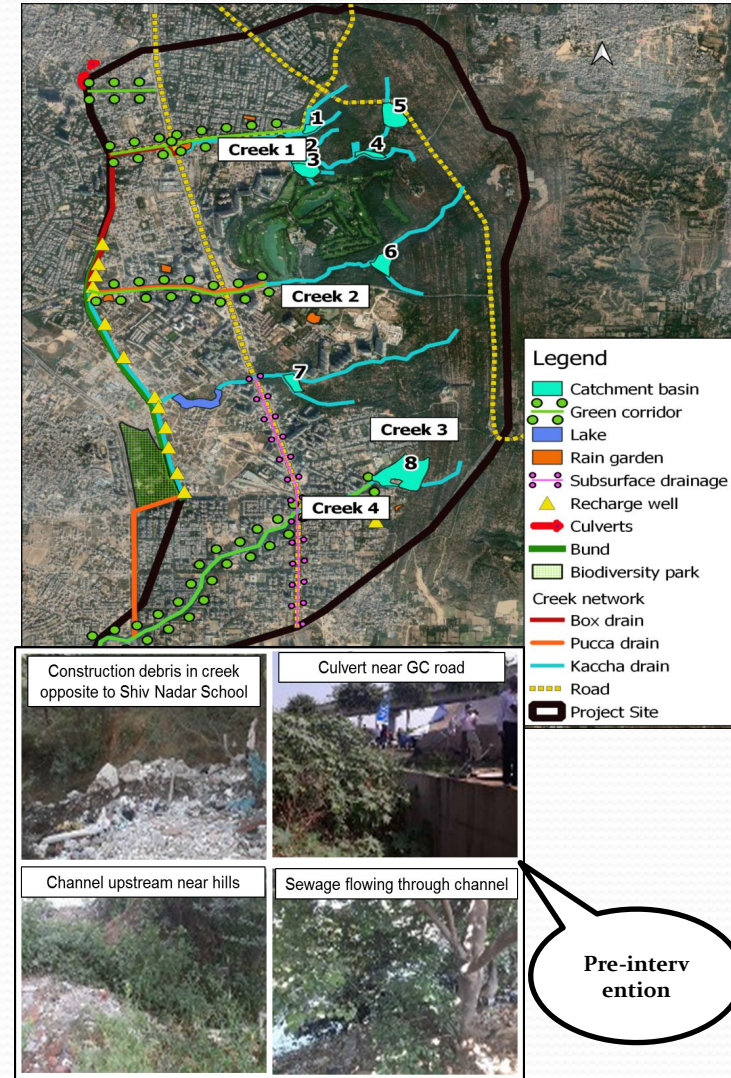 1
5
2
4
Creek 1
3
6
Creek 2
7
Creek 3
8
Creek 4
Legend
Catchment basin
Green corridor
Lake
Rain garden
Subsurface drainage
Recharge well
Culverts
Bund
Biodiversity park
Creek network
Box drain
Pucca drain
Kaccha drain
Road
Project Site
Construction debris in creek
opposite to Shiv Nadar School
Culvert near GC road
Channel upstream near hills
Sewage flowing through channel
Pre-interv
ention